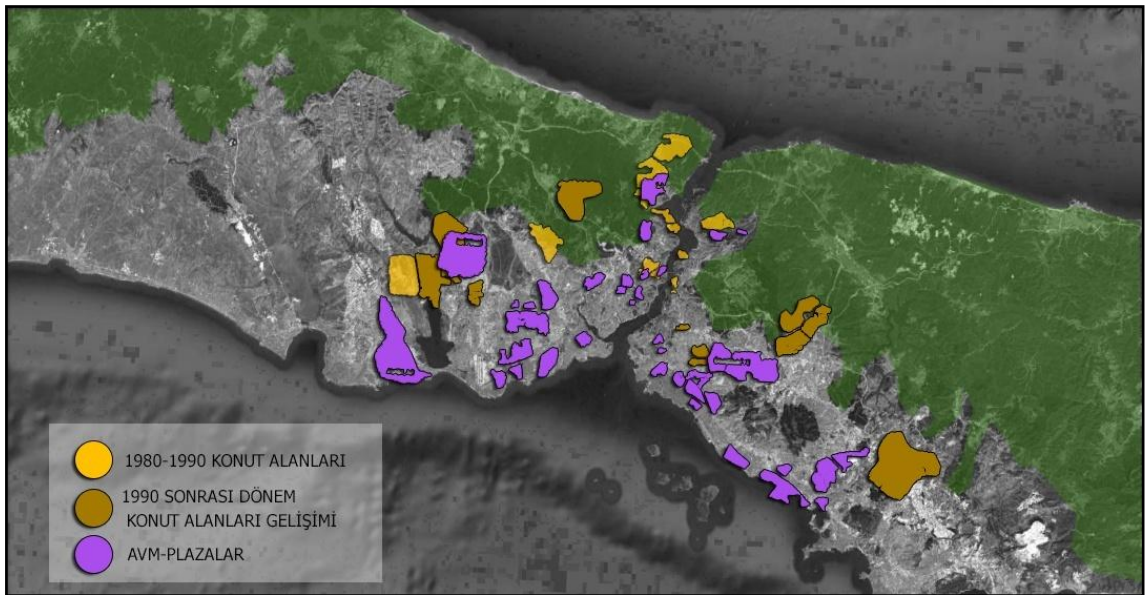 1980-1990 KONUT ALANLARI
1990 SONRASI DÖNEM
KONUT ALANLARI GELİŞİMİ
AVM-PLAZALAR